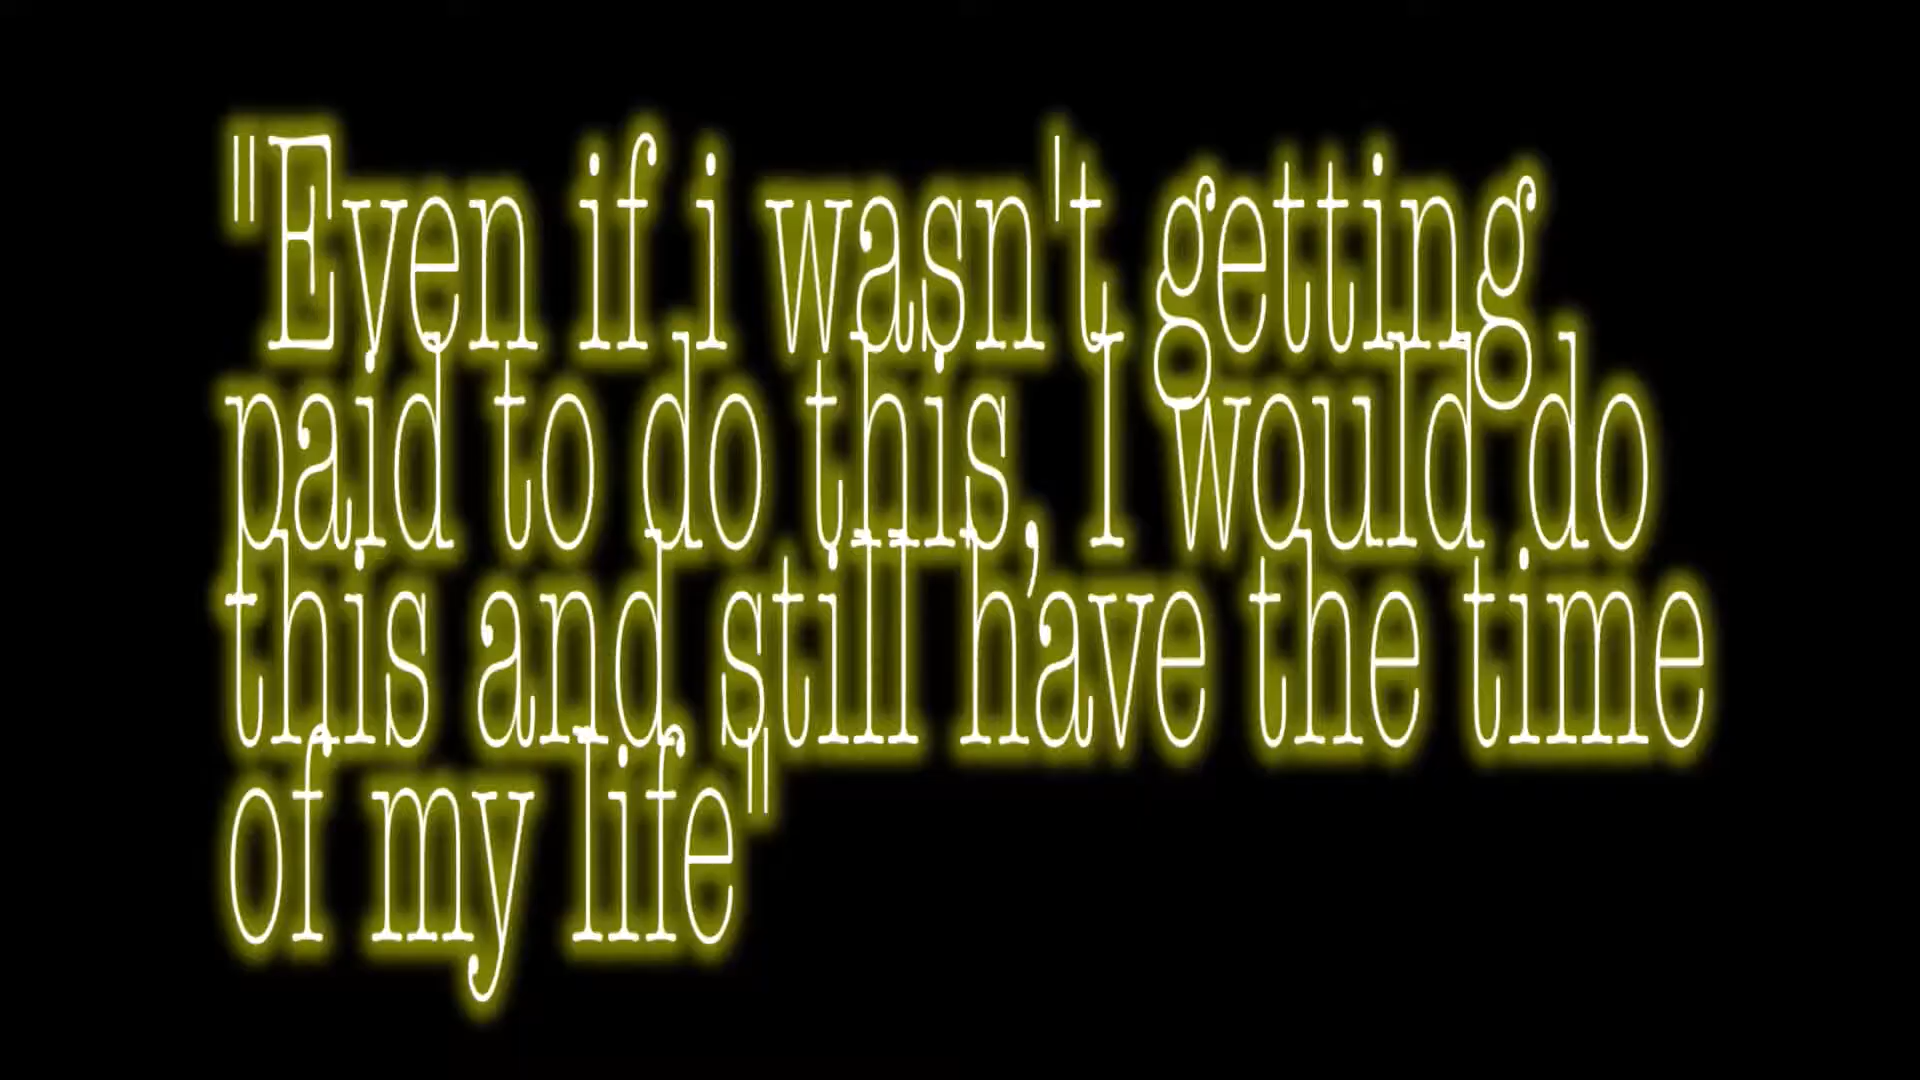 "Even if i wasn't getting
paid to do this, I would do
this and still have the time
of my life"